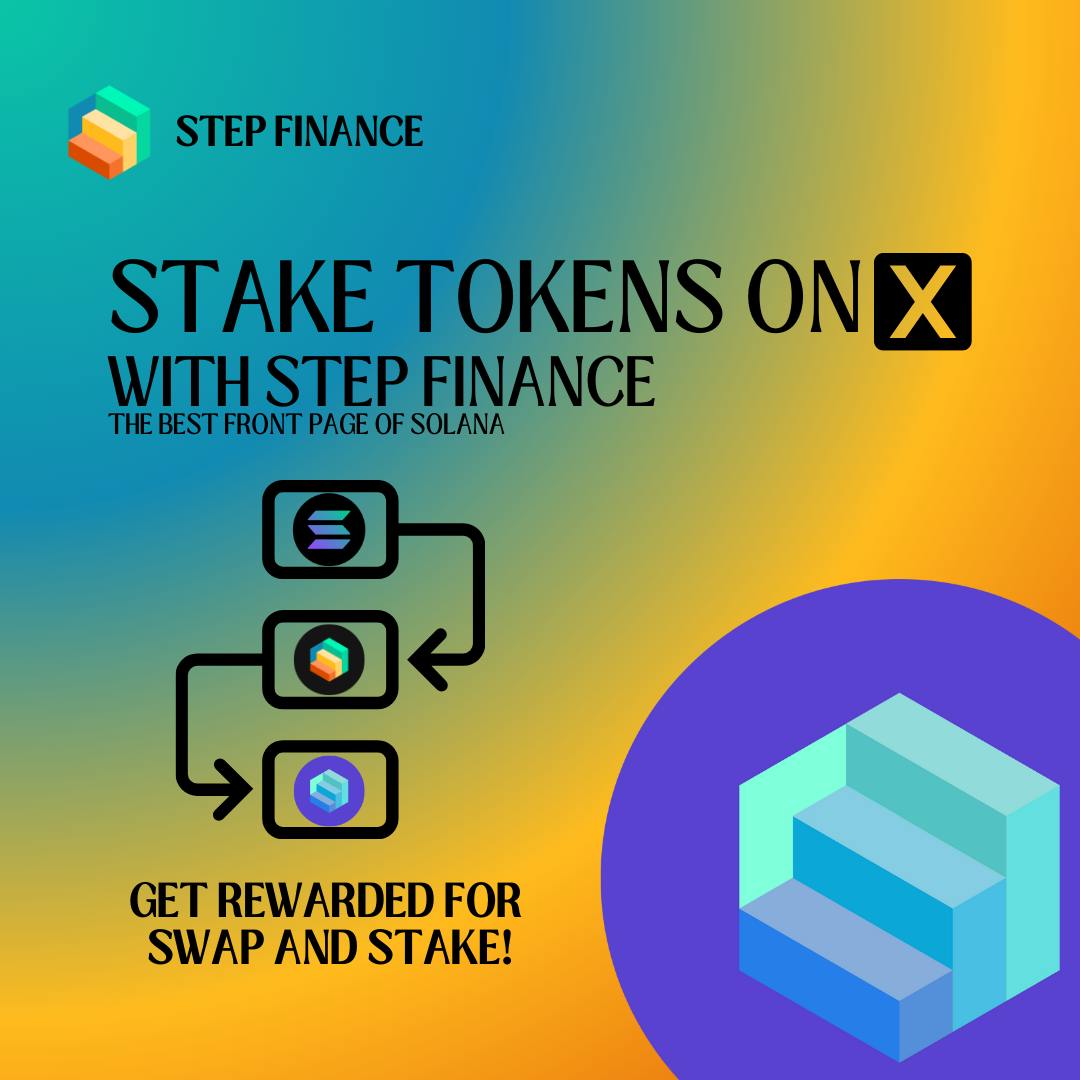 STEP FINANCE
STAKE TOKENS ON X
WITH STEP FINANCE
THE BEST FRONT PAGE OF SOLANA
GET REWARDED FOR
SWAP AND STAKE!